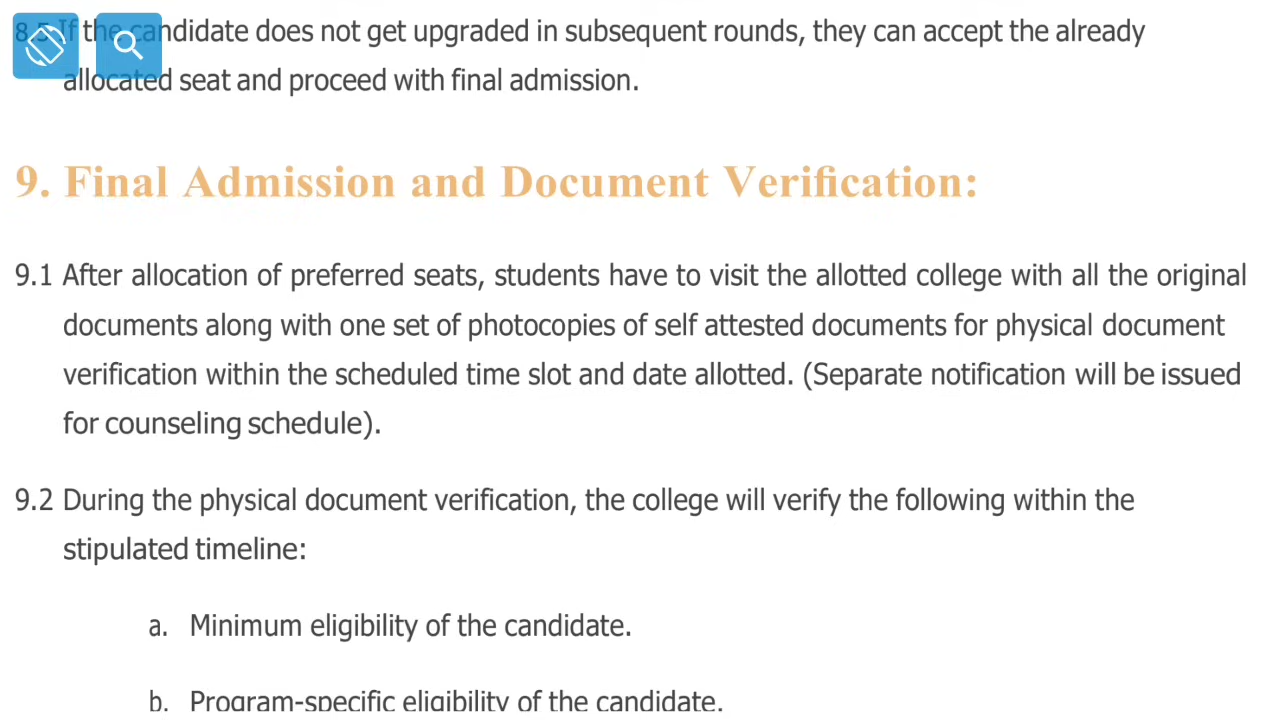 8.5 If the candidate does not get upgraded in subsequent rounds, they can accept the already
allocated seat and proceed with final admission.
9. Final Admission and Document Verification:
9.1 After allocation of preferred seats, students have to visit the allotted college with all the original
documents along with one set of photocopies of self attested documents for physical document
verification within the scheduled time slot and date allotted. (Separate notification will be issued
for counseling schedule).
9.2 During the physical document verification, the college will verify the following within the
stipulated timeline:
a. Minimum eligibility of the candidate.
b. Program-specific eligibility of the candidate.